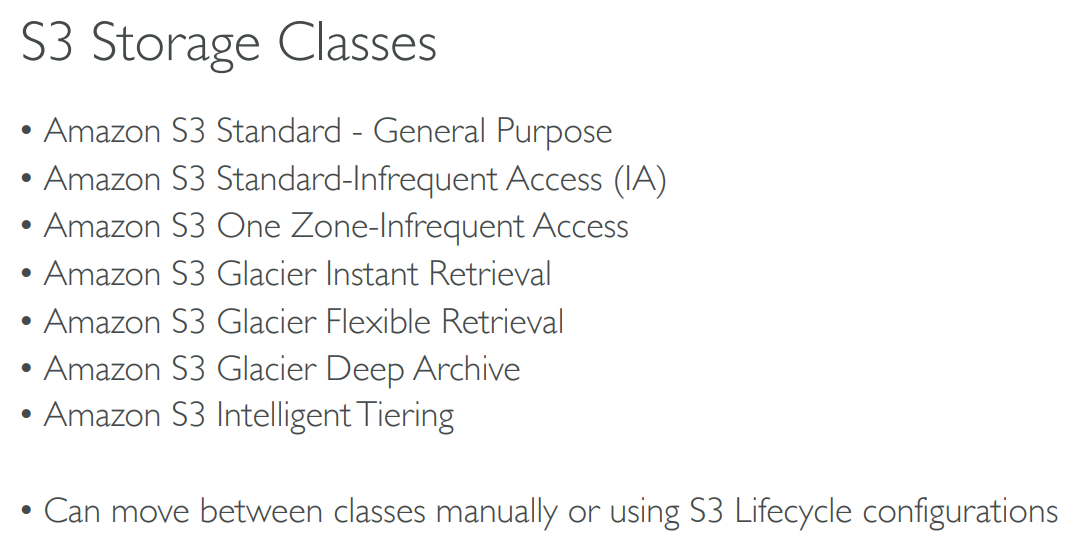 S3 Storage Classes
• Amazon S3 Standard - General Purpose
• Amazon S3 Standard-Infrequent Access (IA)
• Amazon S3 One Zone-Infrequent Access
• Amazon S3 Glacier Instant Retrieval
• Amazon S3 Glacier Flexible Retrieval
• Amazon S3 Glacier Deep Archive
• Amazon S3 Intelligent Tiering
• Can move between classes manually or using S3 Lifecycle configurations